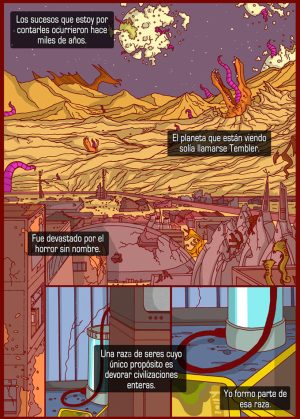 Los sucesos que estoy por
contarles ocurrieron hace
miles de años.
El planeta que están viendo
solía llamarse Tembler.
Fue devastado por el
horror sin nombre.
Una raza de seres cuyo
único propósito es
devorar civilizaciones
enteras.
Yo formo parte de
esa raza.